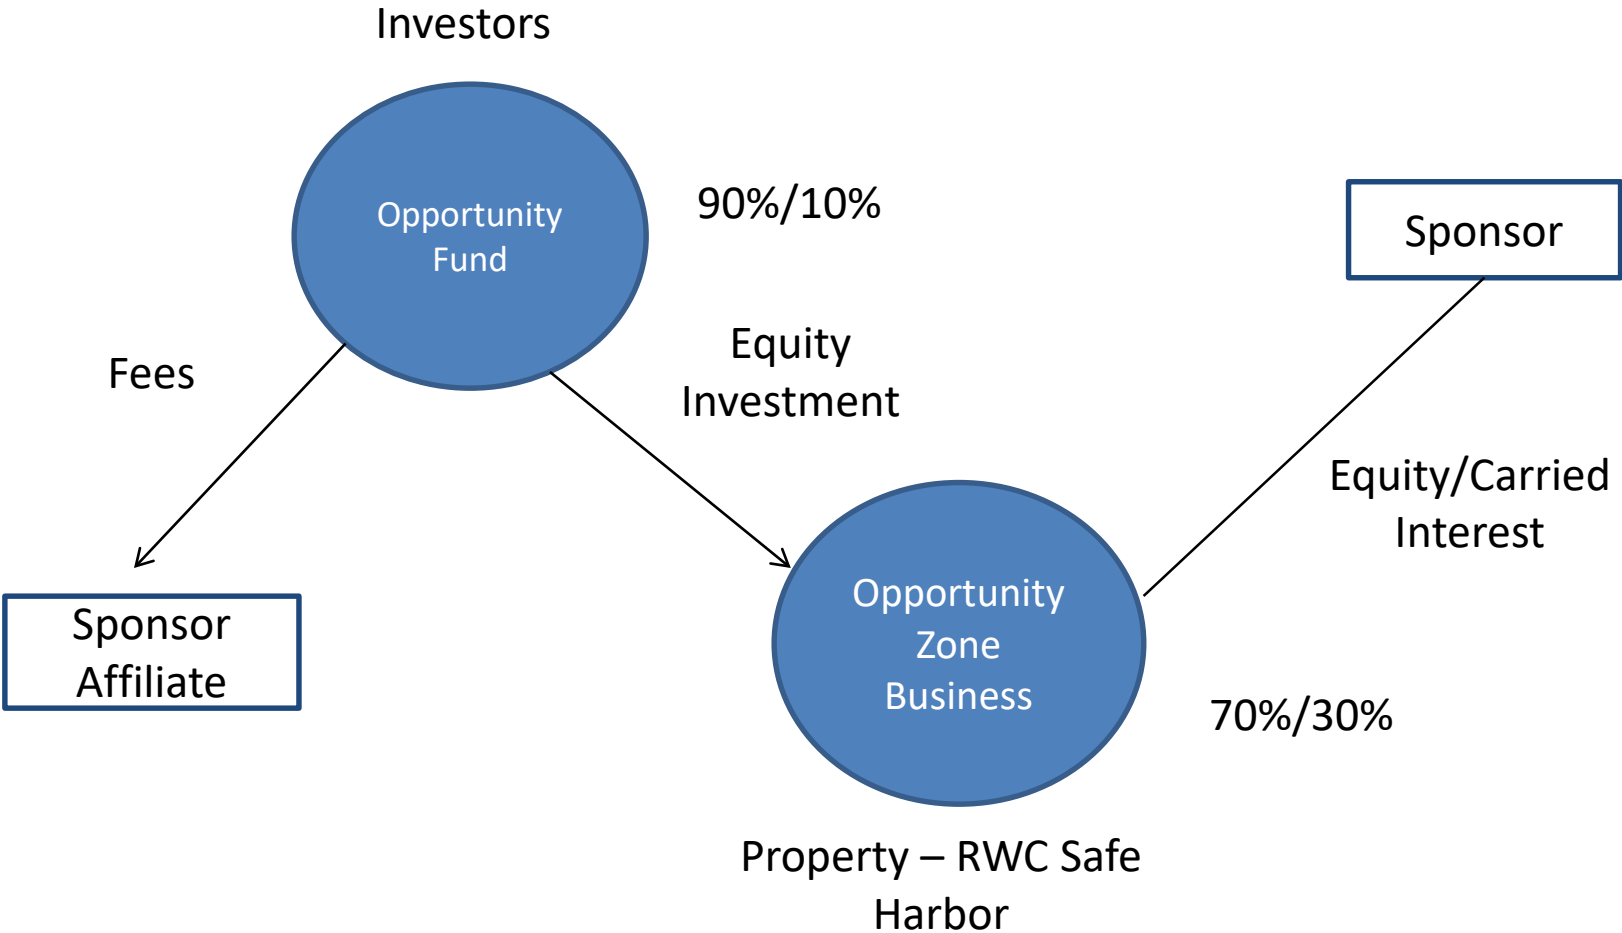 Investors
Opportunity
Fund
90%/10%
Sponsor
Fees
Equity
Investment
Equity/Carried
Interest
Sponsor
Affiliate
Opportunity
Zone
Business
70%/30%
Property – RWC Safe
Harbor